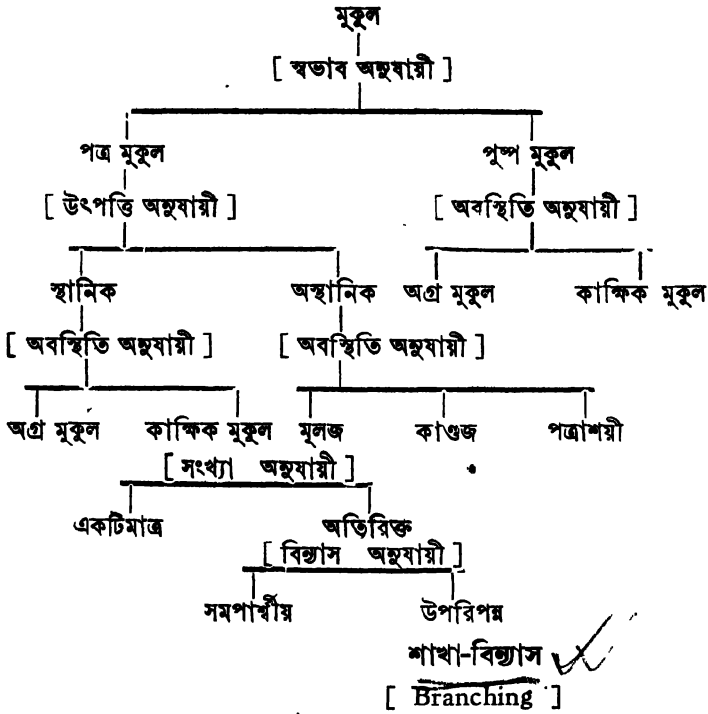 মুকুল
[ স্বভাব অনুযায়ী ]
পত্র মুকুল পুষ্প মুকুল
[ উৎপত্তি অনুযায়ী ] [ অবস্থিতি অনুযায়ী ]
স্থানিক অস্থানিক অগ্র মুকুল কাক্ষিক মুকুল
[ অবস্থিতি অনুযায়ী ] [ অবস্থিতি অনুযায়ী ]
অগ্র মুকুল কাক্ষিক মুকুল মূলজ কাণ্ডজ পত্রাশয়ী
[ সংখ্যা অনুযায়ী ]
একটিমাত্র অতিরিক্ত
[ বিন্যাস অনুযায়ী ]
সমপার্শ্বীয় উপরিপন্ন
শাখা-বিন্যাস
[ Branching ]